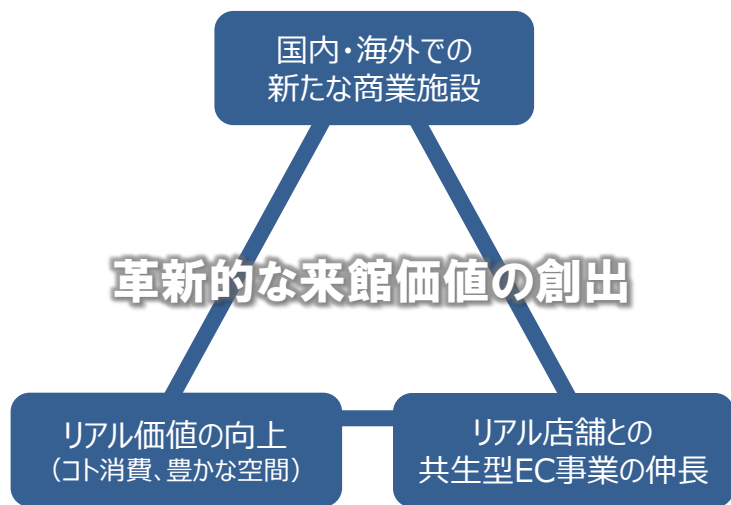 国内・海外での
新たな商業施設
革新的な来館価値の創出
リアル価値の向上
（コト消費、豊かな空間）
リアル店舗との
共生型EC事業の伸長